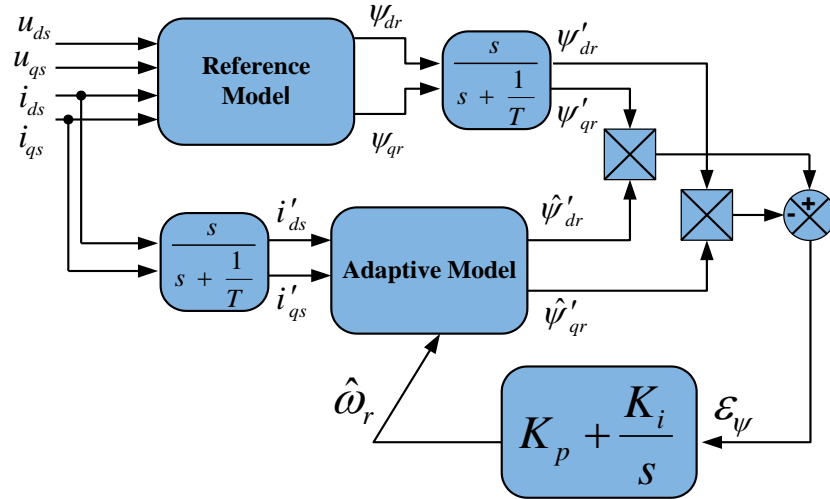 u_ds
u_qs
i_ds
i_qs
Reference
Model
ψ_dr
ψ_qr
s
s + 1/T
ψ'_dr
ψ'_qr
+
-
s
s + 1/T
i'_ds
i'_qs
Adaptive Model
ψ̂'_dr
ψ̂'_qr
ω̂_r
K_p + K_i/s
ε_ψ